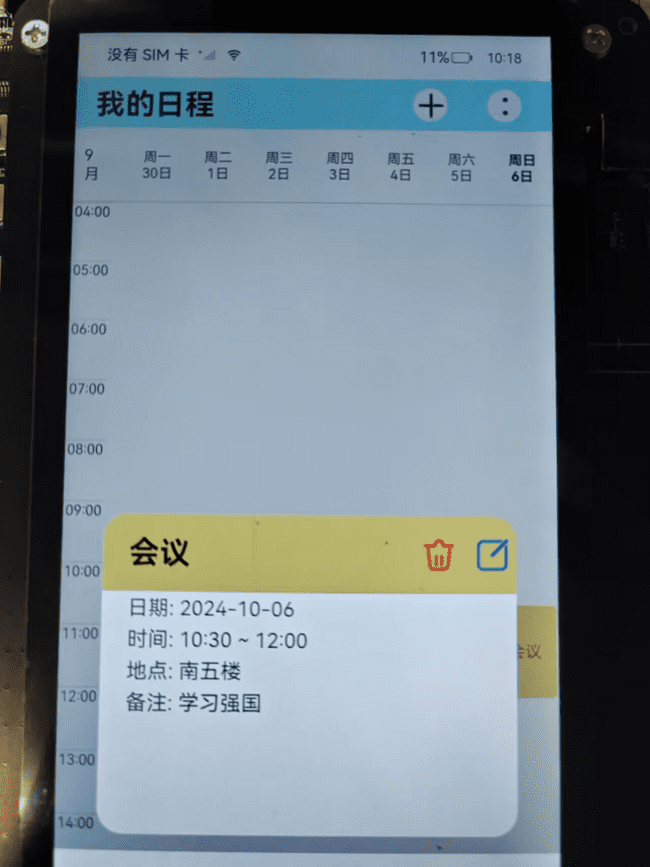 没有 SIM 卡 11% 10:18
我的日程
9月 周一 周二 周三 周四 周五 周六 周日
30日 1日 2日 3日 4日 5日 6日
04:00
05:00
06:00
07:00
08:00
09:00
会议
10:00
日期: 2024-10-06
11:00
时间: 10:30 ~ 12:00
会议
地点: 南五楼
12:00
备注: 学习强国
13:00
14:00